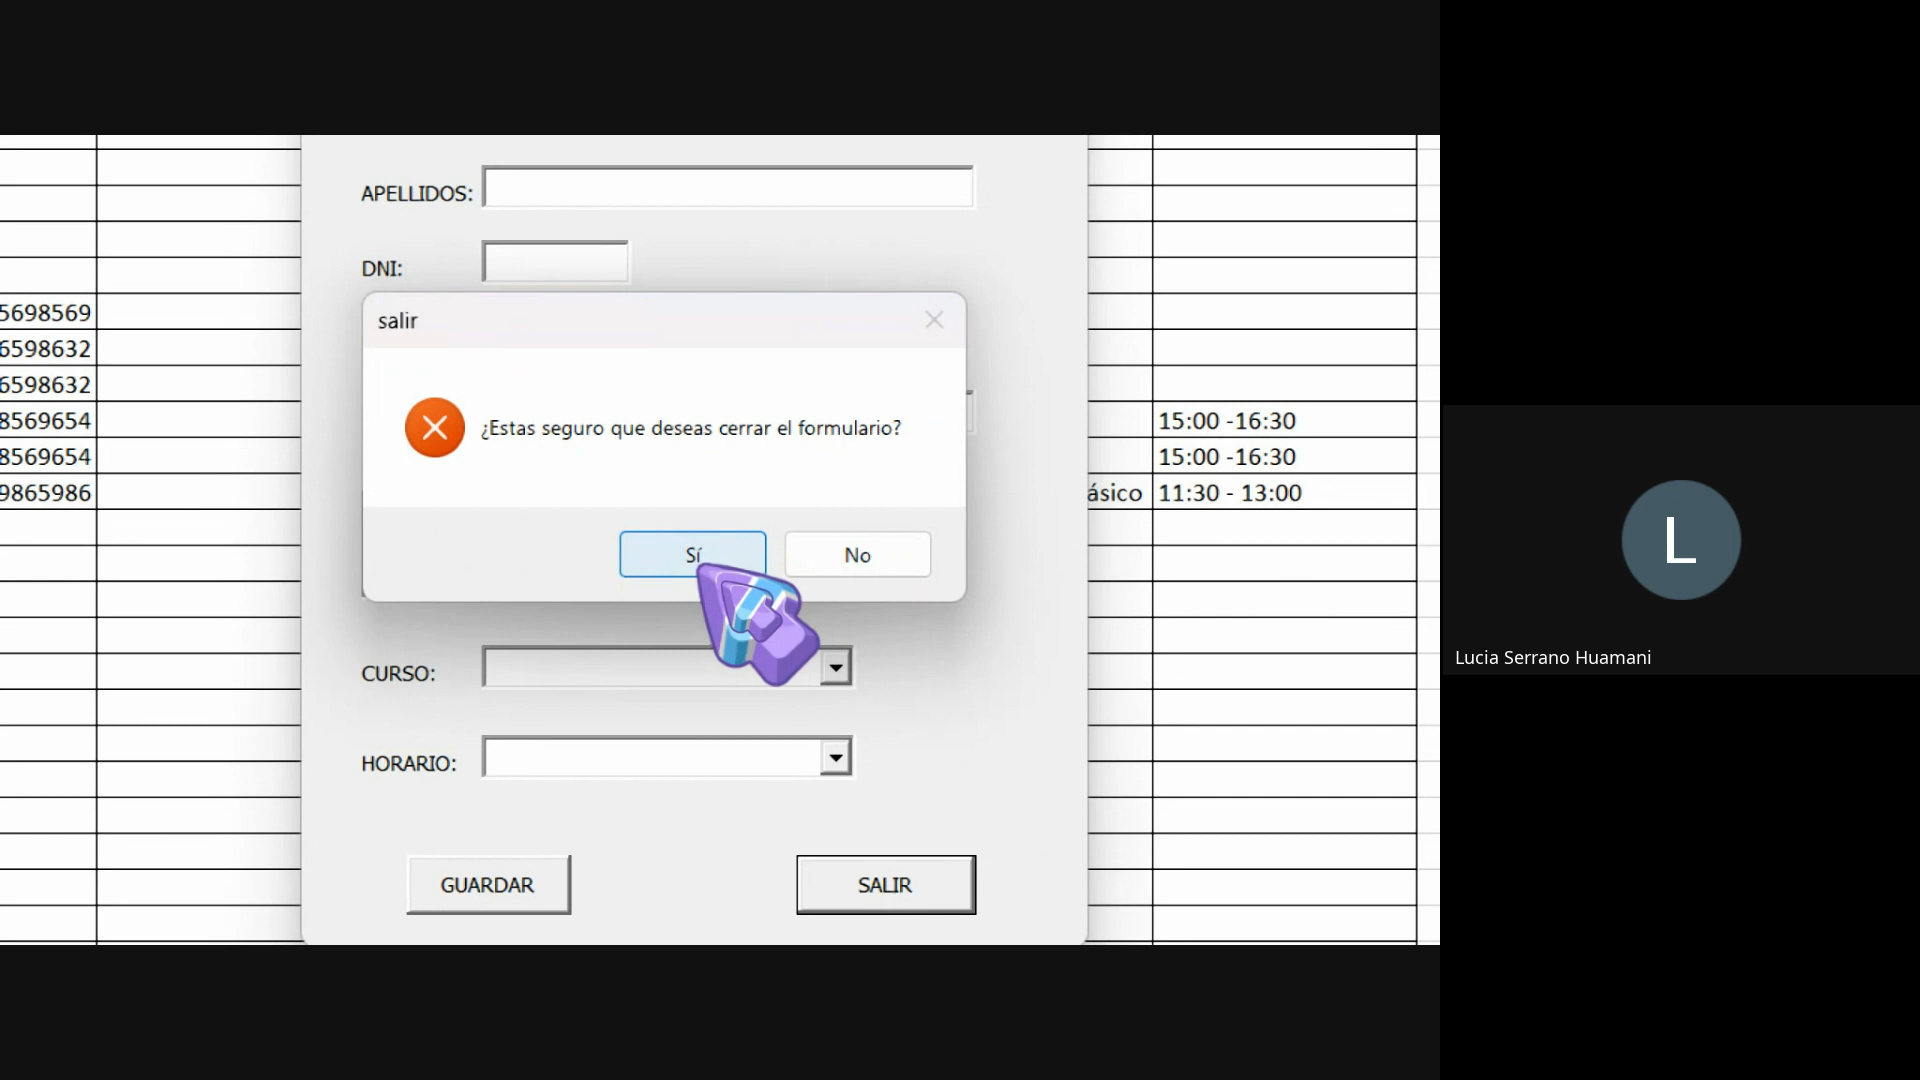 APELLIDOS:
DNI:
salir
¿Estas seguro que deseas cerrar el formulario?
Sí
No
5698569
6598632
6598632
8569654
8569654
9865986
15:00 -16:30
15:00 -16:30
ásico
11:30 - 13:00
CURSO:
HORARIO:
GUARDAR
SALIR
L
Lucia Serrano Huamani